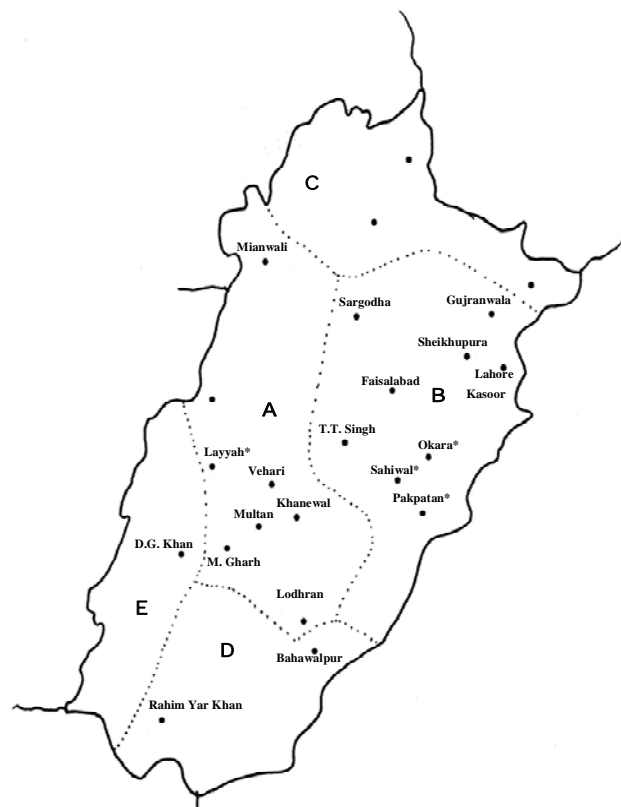 C
Mianwali
Sargodha
Gujranwala
Sheikhupura
Lahore
Faisalabad
Kasoor
B
A
T.T. Singh
Okara*
Layyah*
Vehari
Sahiwal*
Pakpatan*
Khanewal
Multan
D.G. Khan
M. Gharh
Lodhran
E
D
Bahawalpur
Rahim Yar Khan